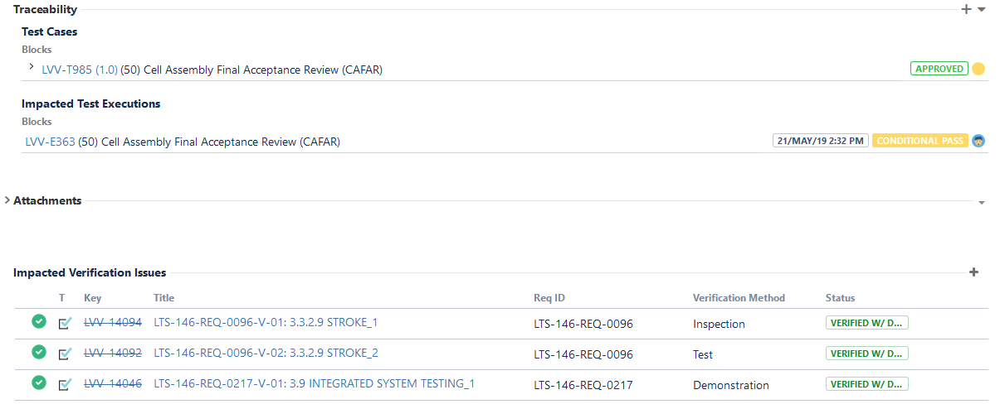 Traceability
Test Cases
Blocks
LVV-T985 (1.0) (50) Cell Assembly Final Acceptance Review (CAFAR) APPROVED
Impacted Test Executions
Blocks
LVV-E363 (50) Cell Assembly Final Acceptance Review (CAFAR) 21/MAY/19 2:32 PM CONDITIONAL PASS
Attachments
Impacted Verification Issues
T Key Title Req ID Verification Method Status
LVV-14094 LTS-146-REQ-0096-V-01: 3.3.2.9 STROKE_1 LTS-146-REQ-0096 Inspection VERIFIED W/ D...
LVV-14092 LTS-146-REQ-0096-V-02: 3.3.2.9 STROKE_2 LTS-146-REQ-0096 Test VERIFIED W/ D...
LVV-14046 LTS-146-REQ-0217-V-01: 3.9 INTEGRATED SYSTEM TESTING_1 LTS-146-REQ-0217 Demonstration VERIFIED W/ D...